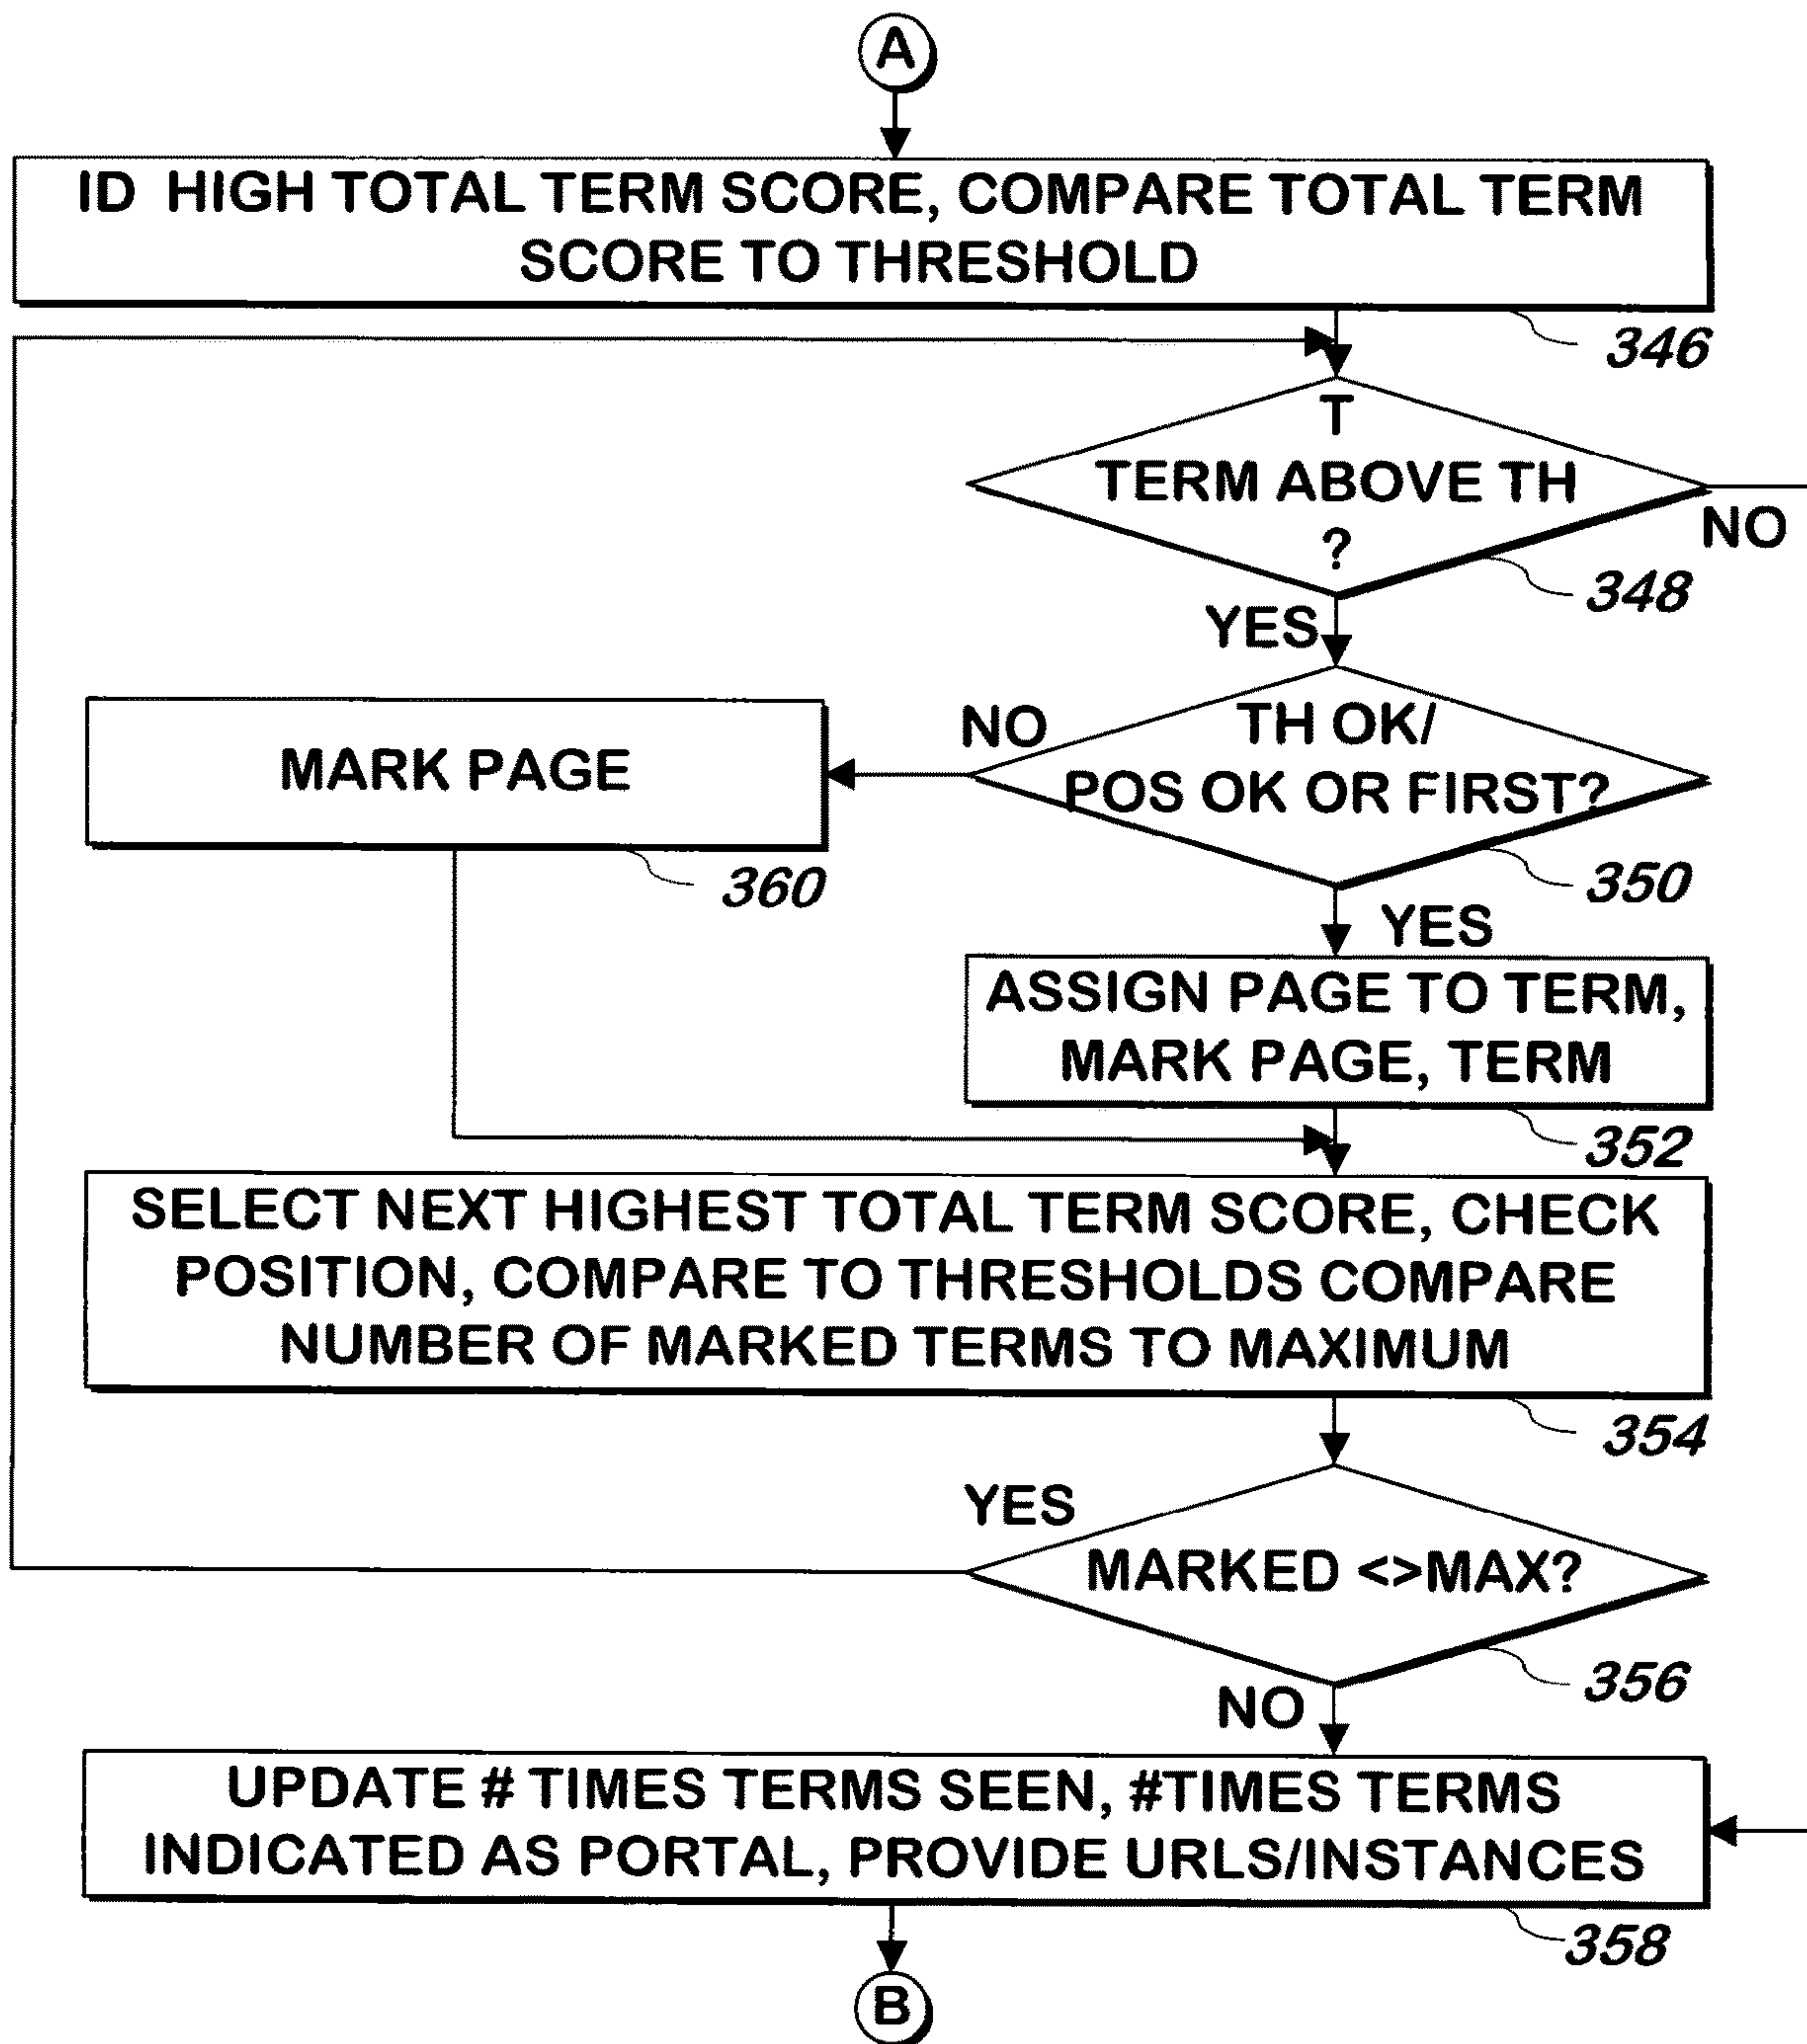 A
ID HIGH TOTAL TERM SCORE, COMPARE TOTAL TERM
SCORE TO THRESHOLD
346
T
TERM ABOVE TH
?
NO
348
YES
TH OK/
POS OK OR FIRST?
NO
MARK PAGE
360
350
YES
ASSIGN PAGE TO TERM,
MARK PAGE, TERM
352
SELECT NEXT HIGHEST TOTAL TERM SCORE, CHECK
POSITION, COMPARE TO THRESHOLDS COMPARE
NUMBER OF MARKED TERMS TO MAXIMUM
354
YES
MARKED <>MAX?
356
NO
UPDATE # TIMES TERMS SEEN, #TIMES TERMS
INDICATED AS PORTAL, PROVIDE URLS/INSTANCES
358
B